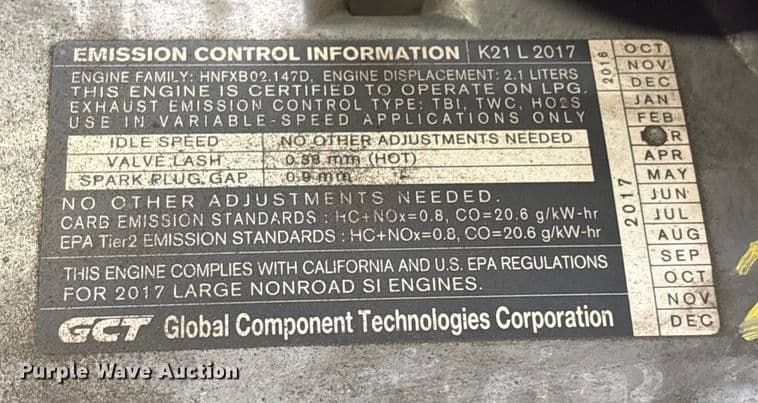 EMISSION CONTROL INFORMATION K21 L 2017
ENGINE FAMILY: HNFXB02.147D, ENGINE DISPLACEMENT: 2.1 LITERS
THIS ENGINE IS CERTIFIED TO OPERATE ON LPG.
EXHAUST EMISSION CONTROL TYPE: TBI, TWC, HO2S
USE IN VARIABLE-SPEED APPLICATIONS ONLY
IDLE SPEED NO OTHER ADJUSTMENTS NEEDED
VALVE LASH 0.38 mm (HOT)
SPARK PLUG GAP 0.9 mm
NO OTHER ADJUSTMENTS NEEDED.
CARB EMISSION STANDARDS : HC+NOx=0.8, CO=20.6 g/kW-hr
EPA Tier2 EMISSION STANDARDS : HC+NOx=0.8, CO=20.6 g/kW-hr
THIS ENGINE COMPLIES WITH CALIFORNIA AND U.S. EPA REGULATIONS
FOR 2017 LARGE NONROAD SI ENGINES.
GCT Global Component Technologies Corporation
2016
OCT
NOV
DEC
2017
JAN
FEB
R
APR
MAY
JUN
JUL
AUG
SEP
OCT
NOV
DEC
Purple Wave Auction